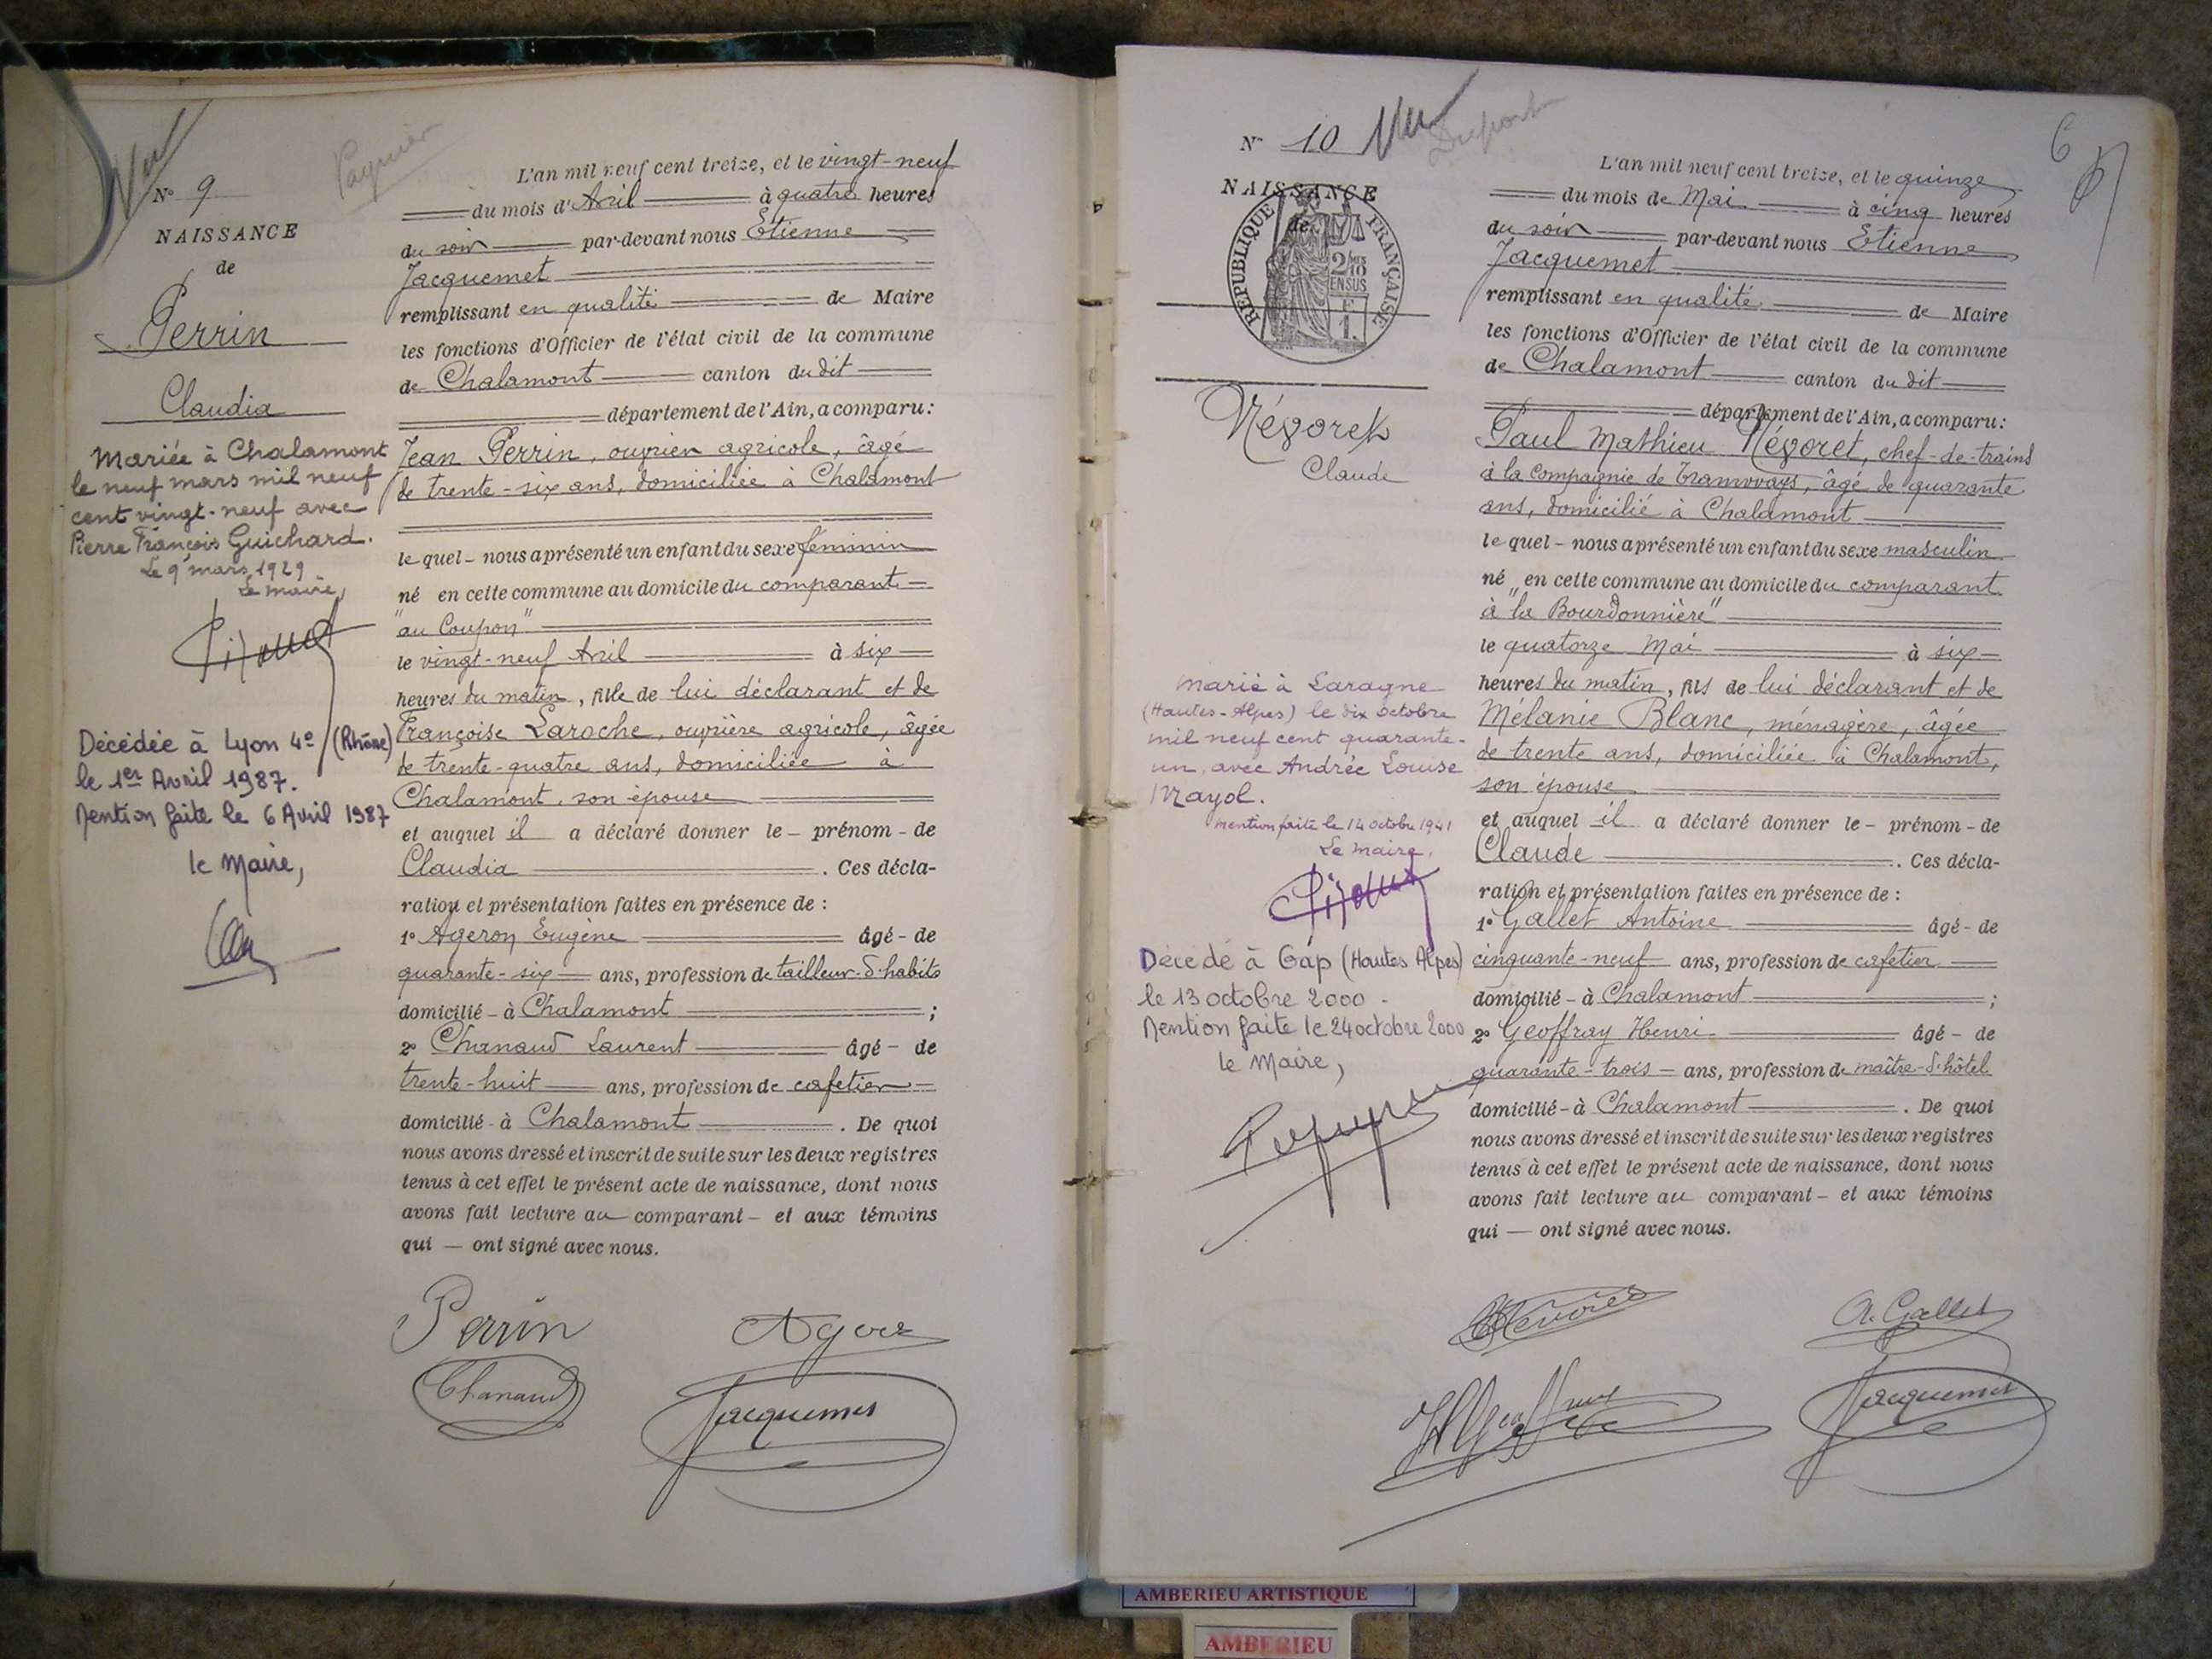 N° 9
NAISSANCE
de
Perrin
Claudia
Mariée à Chalamont
le neuf mars mil neuf
cent vingt-neuf avec
Pierre François Guichard.
Le 9 mars 1929
Le maire,
Décédée à Lyon 4e (Rhône)
le 1er Avril 1987.
Mention faite le 6 Avril 1987
le Maire,
L'an mil neuf cent treize, et le vingt-neuf
du mois d'Avril à quatre heures
du soir par-devant nous Etienne
Jacquemet
remplissant en qualité de Maire
les fonctions d'Officier de l'état civil de la commune
de Chalamont canton du dit
département de l'Ain, a comparu:
Jean Perrin, ouvrier agricole, âgé
de trente-six ans, domiciliée à Chalamont
le quel - nous a présenté un enfant du sexe féminin
né en cette commune au domicile du comparant
"au Coupon"
le vingt-neuf Avril à six
heures du matin, fille de lui déclarant et de
Françoise Laroche, ouvrière agricole, âgée
de trente-quatre ans, domiciliée à
Chalamont, son épouse
et auquel il a déclaré donner le - prénom - de
Claudia . Ces décla-
ration et présentation faites en présence de :
1° Ageron Eugène âgé - de
quarante-six ans, profession de tailleur-d'habits
domicilié - à Chalamont ;
2° Chanaud Laurent âgé - de
trente-huit ans, profession de cafetier
domicilié - à Chalamont . De quoi
nous avons dressé et inscrit de suite sur les deux registres
tenus à cet effet le présent acte de naissance, dont nous
avons fait lecture au comparant - et aux témoins
qui — ont signé avec nous.
Perrin
Ageron
Chanaud
Jacquemet
N° 10
Dupont
6
NAISSANCE
de
REPUBLIQUE FRANÇAISE
2/10
EN SUS
F
1.
Névoret
Claude
Marié à Laragne
(Hautes-Alpes) le dix octobre
mil neuf cent quarante-
un, avec Andrée Louise
Mayol.
Mention faite le 14 octobre 1941
Le maire,
Décédé à Gap (Hautes Alpes)
le 13 octobre 2000 -
Mention faite le 24 octobre 2000
le Maire,
L'an mil neuf cent treize, et le quinze
du mois de Mai à cinq heures
du soir par-devant nous Etienne
Jacquemet
remplissant en qualité de Maire
les fonctions d'Officier de l'état civil de la commune
de Chalamont canton du dit
département de l'Ain, a comparu:
Paul Mathieu Névoret, chef-de-trains
à la Compagnie de Tramways, âgé de quarante
ans, domicilié à Chalamont
le quel - nous a présenté un enfant du sexe masculin
né en cette commune au domicile du comparant
à "la Bourdonnière"
le quatorze Mai à six
heures du matin, fils de lui déclarant et de
Mélanie Blanc, ménagère, âgée
de trente ans, domiciliée à Chalamont,
son épouse
et auquel il a déclaré donner le - prénom - de
Claude . Ces décla-
ration et présentation faites en présence de :
1° Gallet Antoine âgé - de
cinquante-neuf ans, profession de cafetier
domicilié - à Chalamont ;
2° Geoffray Henri âgé - de
quarante-trois - ans, profession de maître-d'hôtel
domicilié - à Chalamont . De quoi
nous avons dressé et inscrit de suite sur les deux registres
tenus à cet effet le présent acte de naissance, dont nous
avons fait lecture au comparant - et aux témoins
qui — ont signé avec nous.
A. Gallet
Jacquemet
AMBERIEU ARTISTIQUE
AMBERIEU